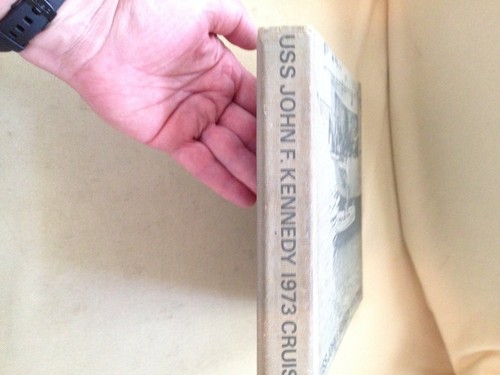 USS JOHN F. KENNEDY 1973 CRUIS